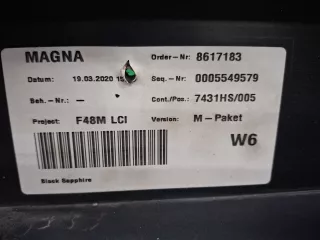 MAGNA Order-Nr: 8617183
Datum: 19.03.2020 15 Seq.-Nr: 0005549579
Beh.-Nr.: — Cont./Pos.: 7431HS/005
Project: F48M LCI Version: M-Paket
W6
Black Sapphire